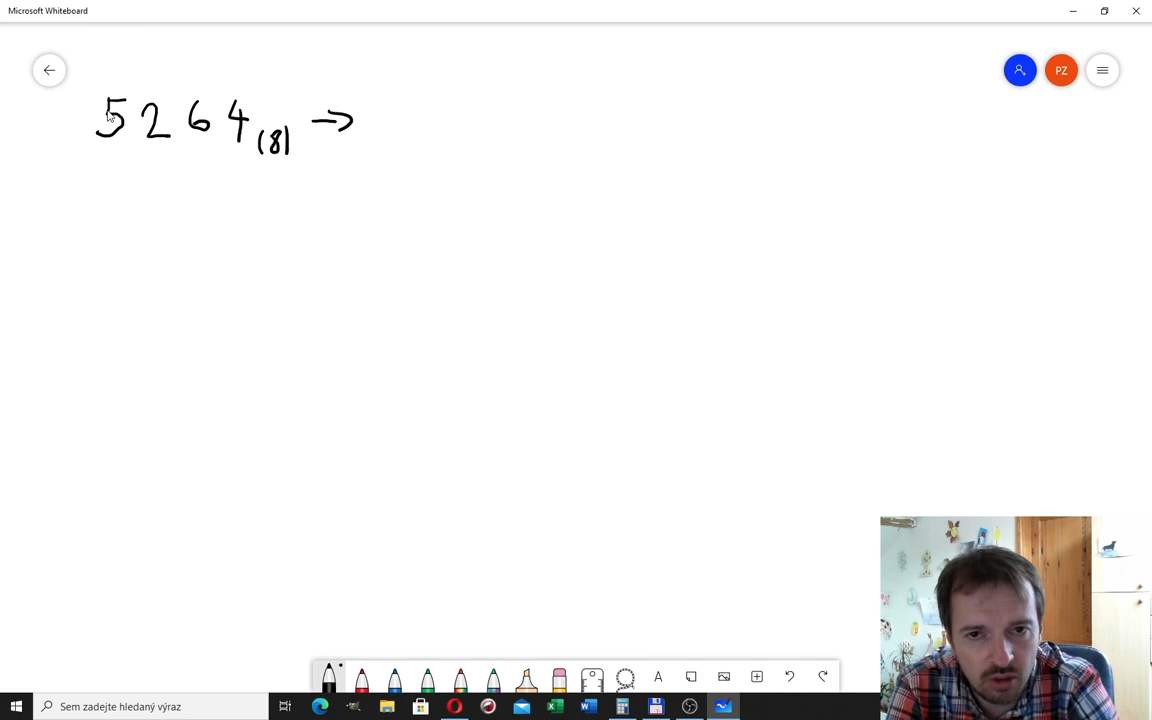 Microsoft Whiteboard
PZ
5264(8) →
A
Sem zadejte hledaný výraz